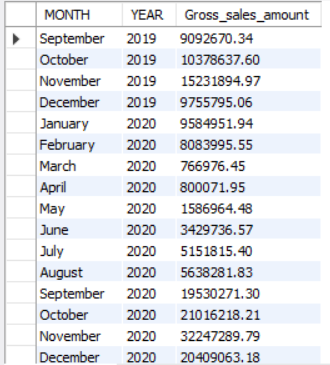 MONTH YEAR Gross_sales_amount
September 2019 9092670.34
October 2019 10378637.60
November 2019 15231894.97
December 2019 9755795.06
January 2020 9584951.94
February 2020 8083995.55
March 2020 766976.45
April 2020 800071.95
May 2020 1586964.48
June 2020 3429736.57
July 2020 5151815.40
August 2020 5638281.83
September 2020 19530271.30
October 2020 21016218.21
November 2020 32247289.79
December 2020 20409063.18